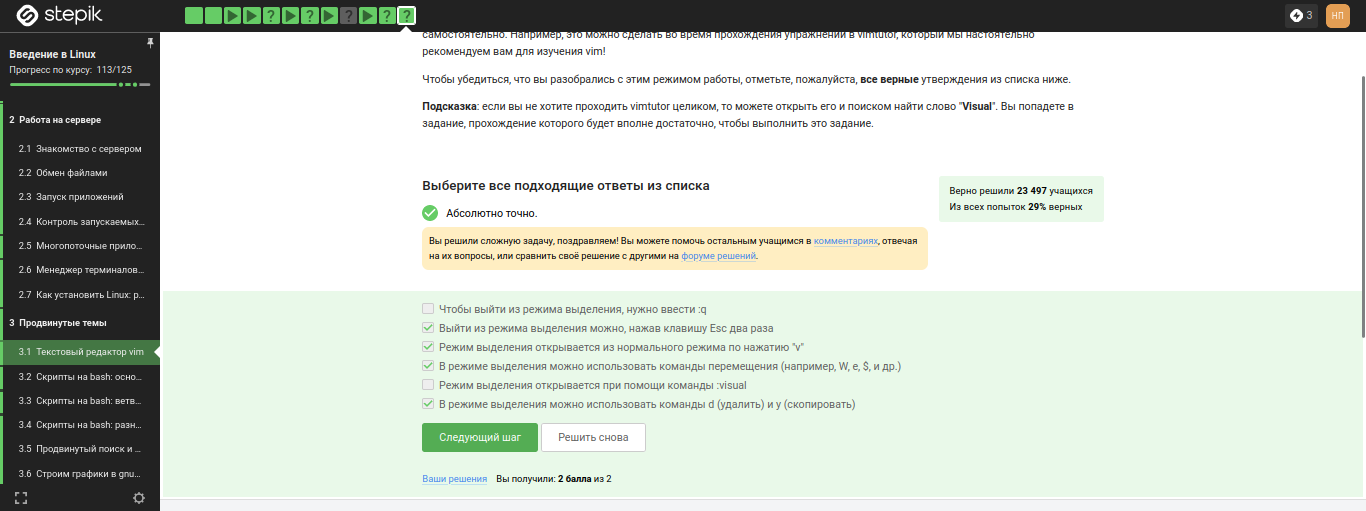 stepik
?
?
?
?
?
3
НП
Введение в Linux
Прогресс по курсу: 113/125
2 Работа на сервере
2.1 Знакомство с сервером
2.2 Обмен файлами
2.3 Запуск приложений
2.4 Контроль запускаемых...
2.5 Многопоточные прило...
2.6 Менеджер терминалов...
2.7 Как установить Linux: р...
3 Продвинутые темы
3.1 Текстовый редактор vim
3.2 Скрипты на bash: осно...
3.3 Скрипты на bash: ветв...
3.4 Скрипты на bash: разн...
3.5 Продвинутый поиск и ...
3.6 Строим графики в gnu...
самостоятельно. Например, это можно сделать во время прохождения упражнений в vimtutor, который мы настоятельно
рекомендуем вам для изучения vim!
Чтобы убедиться, что вы разобрались с этим режимом работы, отметьте, пожалуйста, все верные утверждения из списка ниже.
Подсказка: если вы не хотите проходить vimtutor целиком, то можете открыть его и поиском найти слово "Visual". Вы попадете в
задание, прохождение которого будет вполне достаточно, чтобы выполнить это задание.
Выберите все подходящие ответы из списка
Верно решили 23 497 учащихся
Из всех попыток 29% верных
Абсолютно точно.
Вы решили сложную задачу, поздравляем! Вы можете помочь остальным учащимся в комментариях, отвечая
на их вопросы, или сравнить своё решение с другими на форуме решений.
Чтобы выйти из режима выделения, нужно ввести :q
Выйти из режима выделения можно, нажав клавишу Esc два раза
Режим выделения открывается из нормального режима по нажатию "v"
В режиме выделения можно использовать команды перемещения (например, W, e, $, и др.)
Режим выделения открывается при помощи команды :visual
В режиме выделения можно использовать команды d (удалить) и y (скопировать)
Следующий шаг
Решить снова
Ваши решения Вы получили: 2 балла из 2